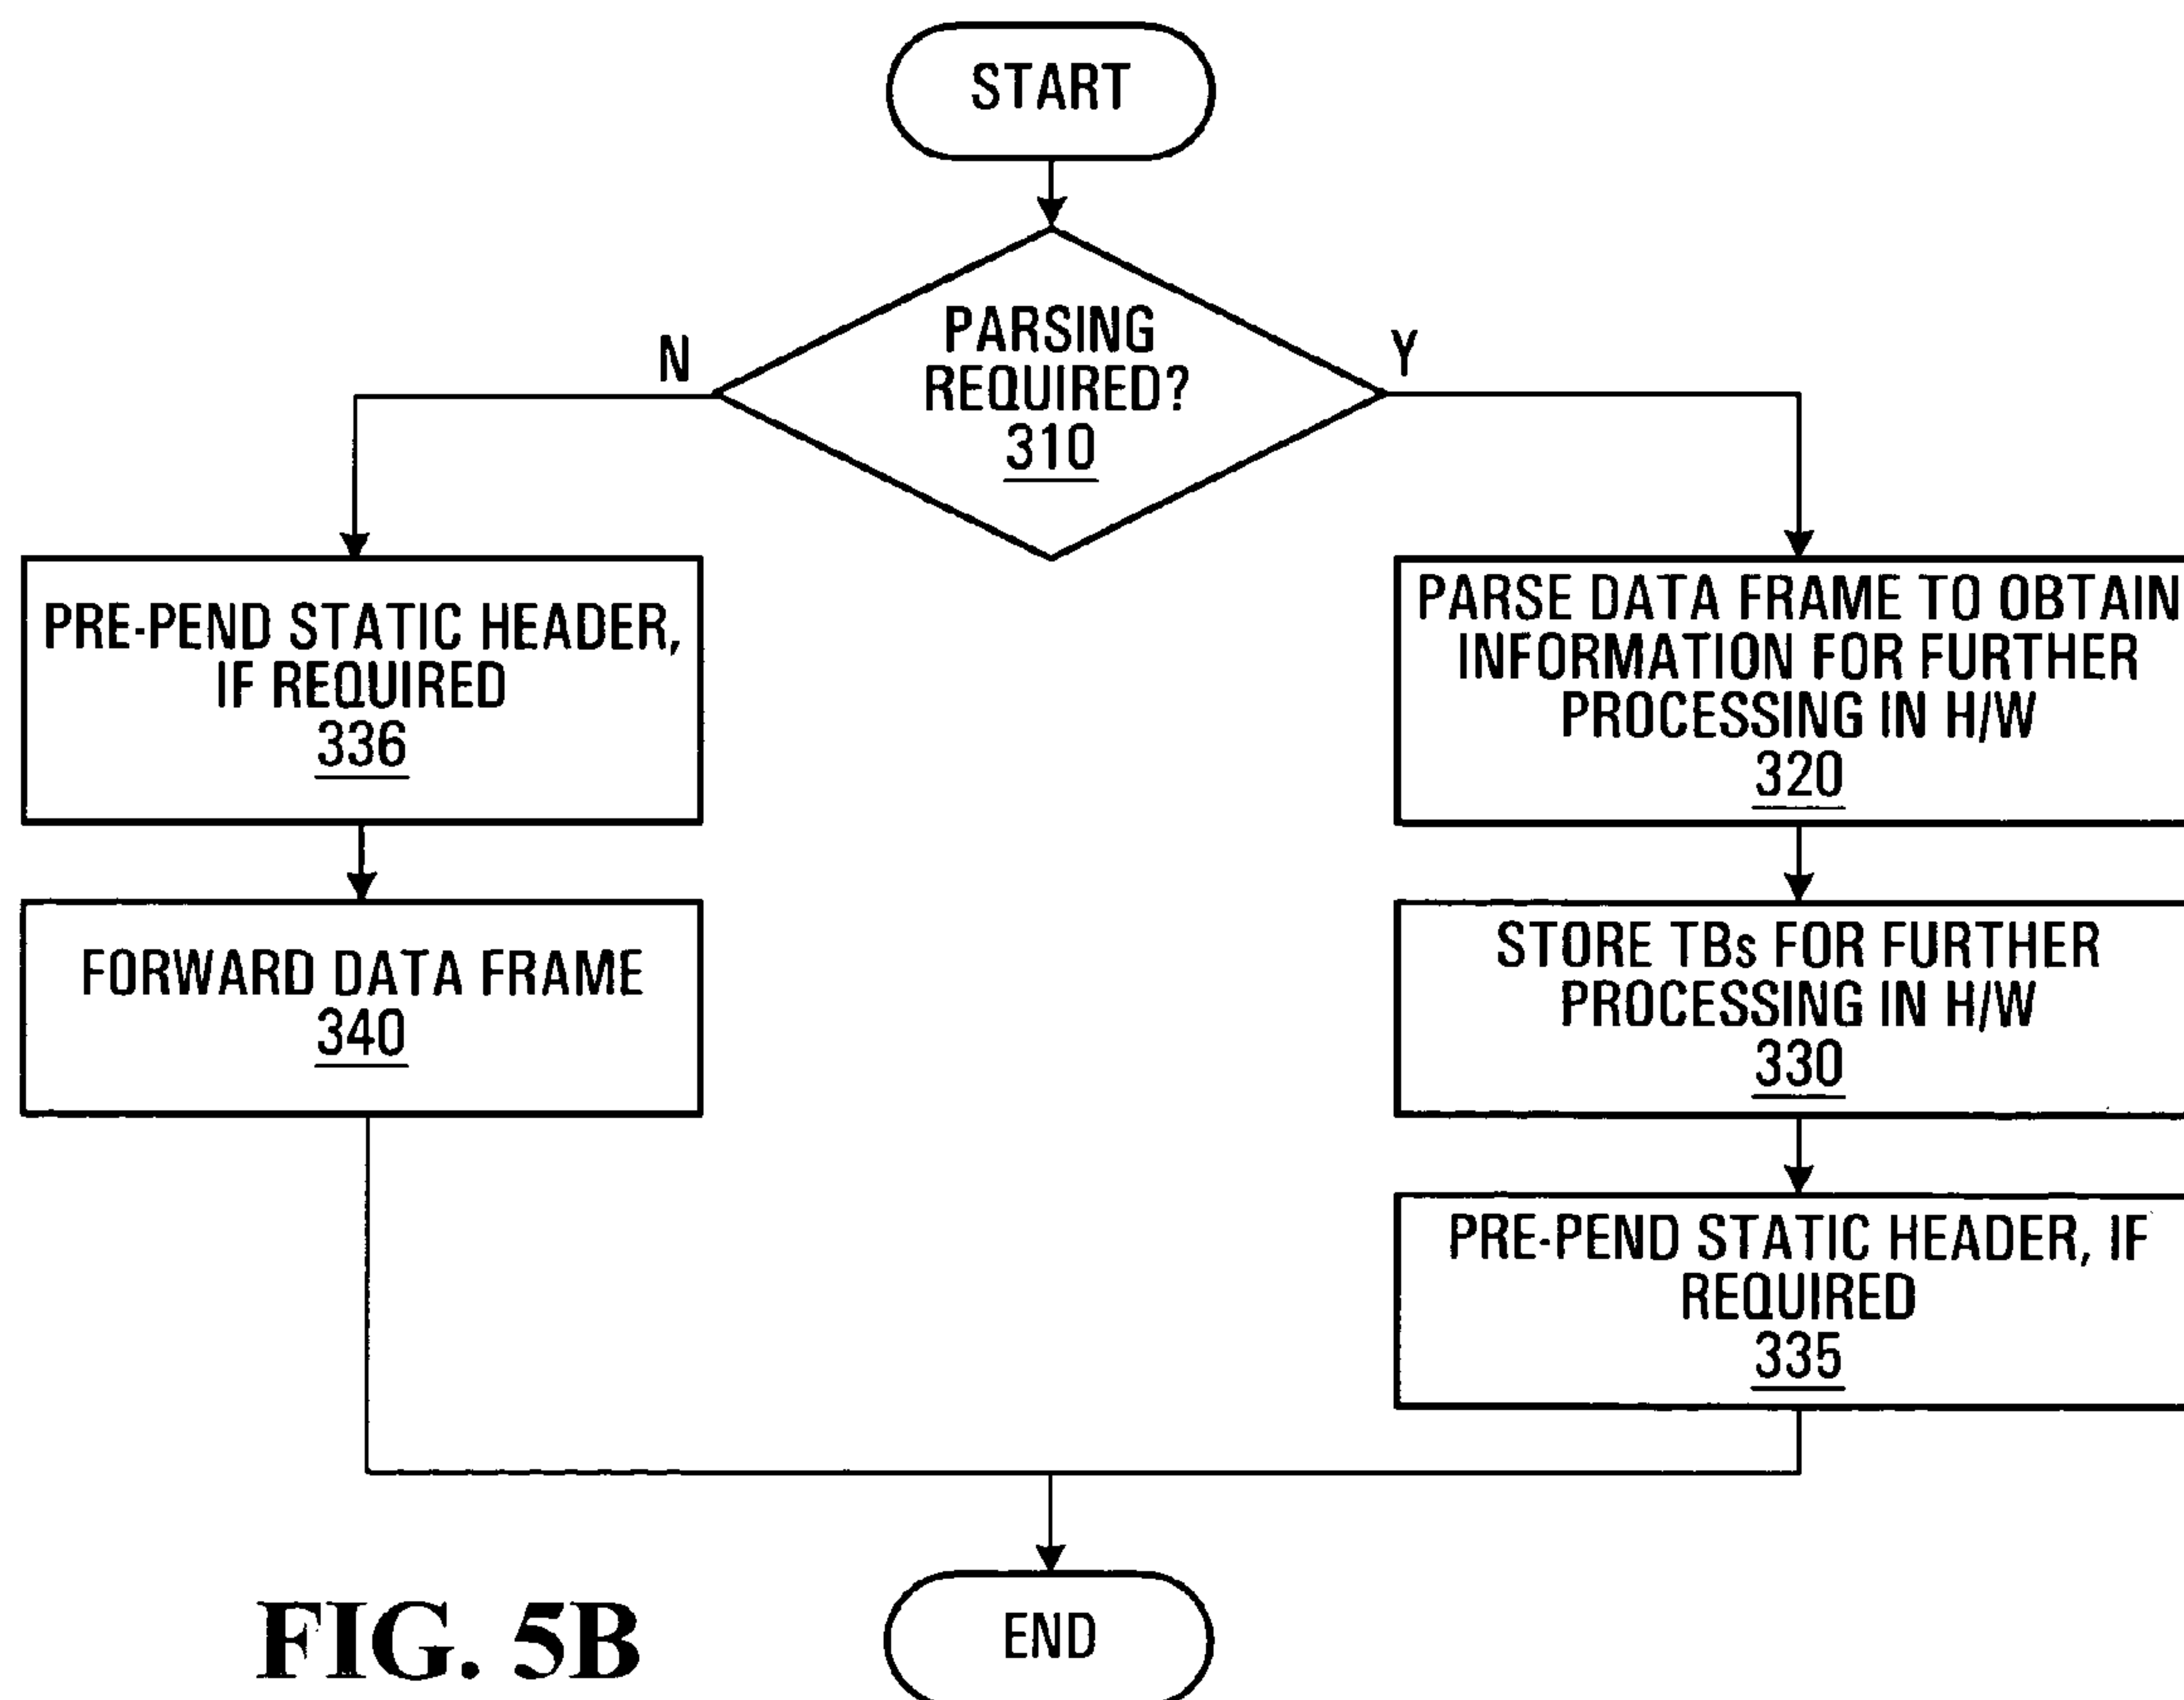 START
PARSING
REQUIRED?
310
N
Y
PRE-PEND STATIC HEADER,
IF REQUIRED
336
PARSE DATA FRAME TO OBTAIN
INFORMATION FOR FURTHER
PROCESSING IN H/W
320
FORWARD DATA FRAME
340
STORE TBs FOR FURTHER
PROCESSING IN H/W
330
PRE-PEND STATIC HEADER, IF
REQUIRED
335
END
FIG. 5B